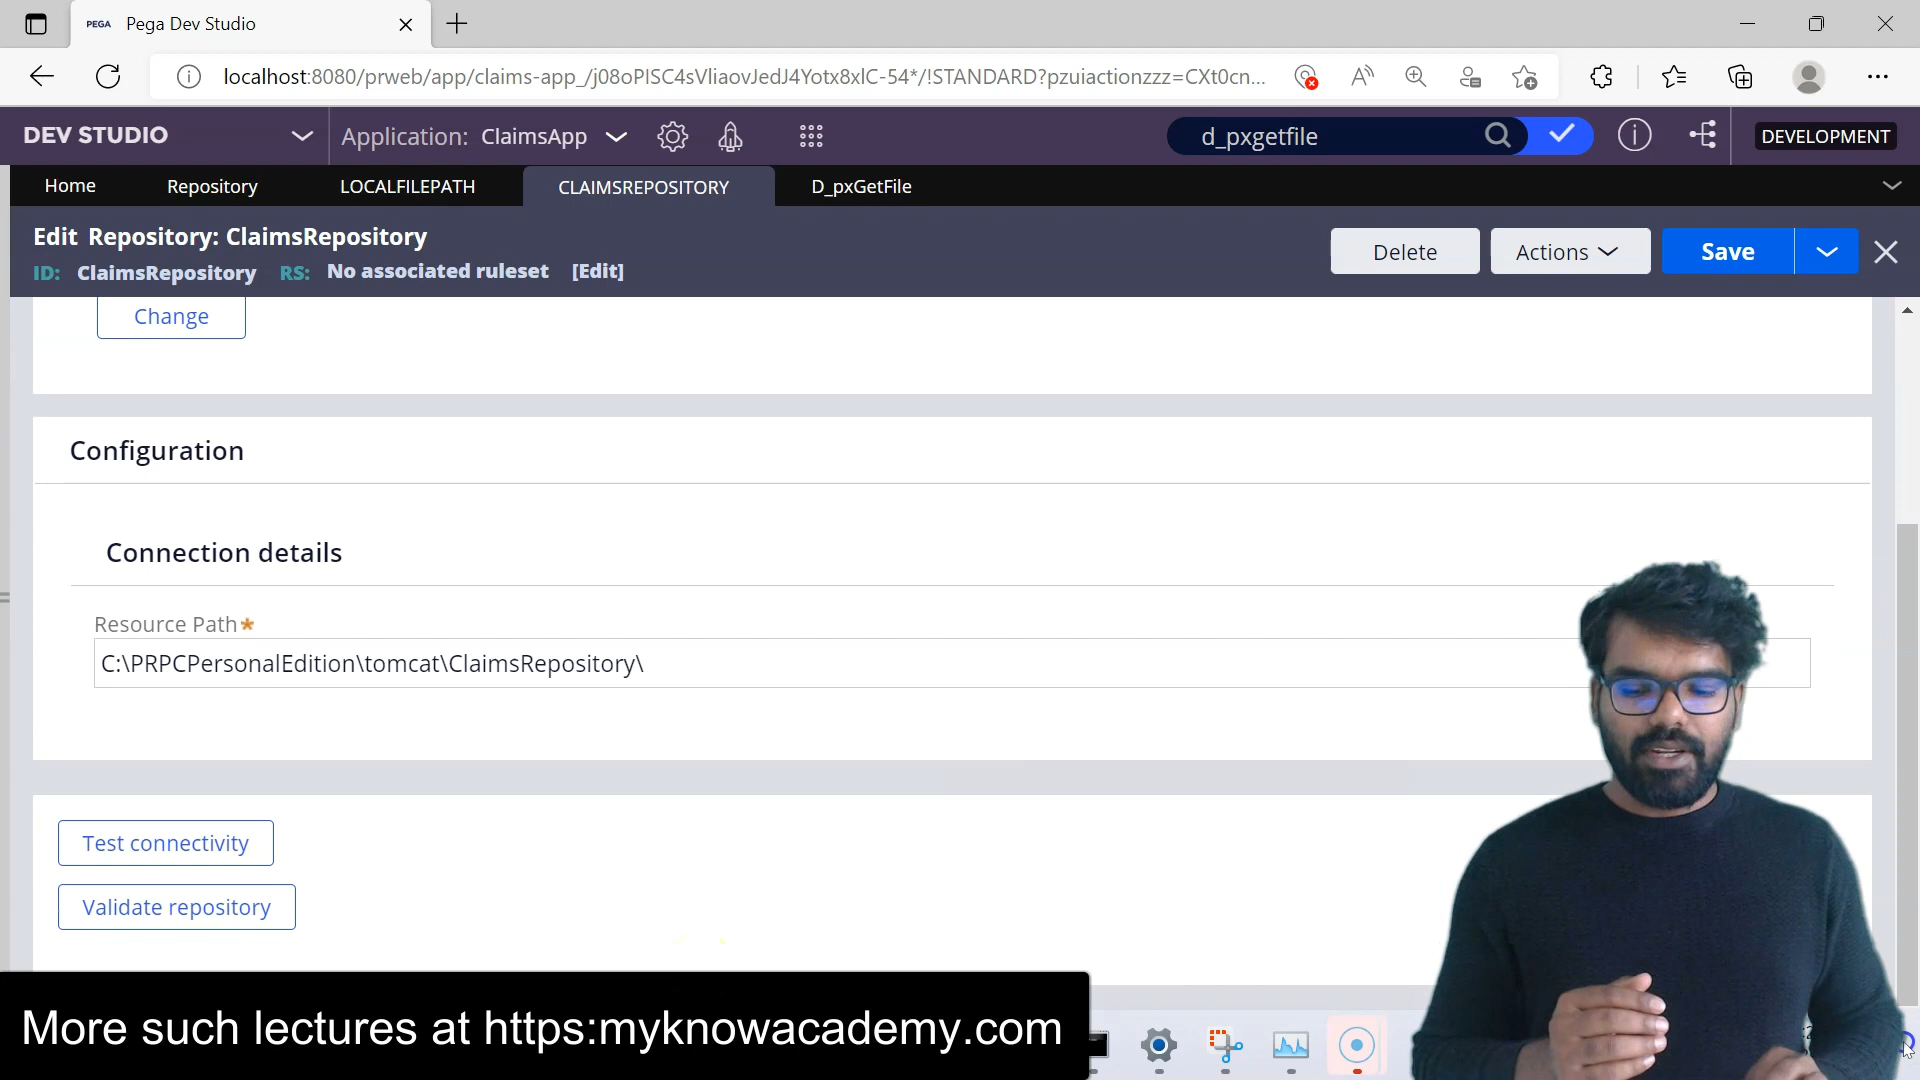 PEGA Pega Dev Studio
localhost:8080/prweb/app/claims-app_/j08oPISC4sVliaovJedJ4Yotx8xlC-54*/!STANDARD?pzuiactionzzz=CXt0cn...
DEV STUDIO Application: ClaimsApp d_pxgetfile DEVELOPMENT
Home Repository LOCALFILEPATH CLAIMSREPOSITORY D_pxGetFile
Edit Repository: ClaimsRepository
ID: ClaimsRepository RS: No associated ruleset [Edit]
Delete Actions Save
Change
Configuration
Connection details
Resource Path*
C:\PRPCPersonalEdition\tomcat\ClaimsRepository\
Test connectivity
Validate repository
More such lectures at https:myknowacademy.com